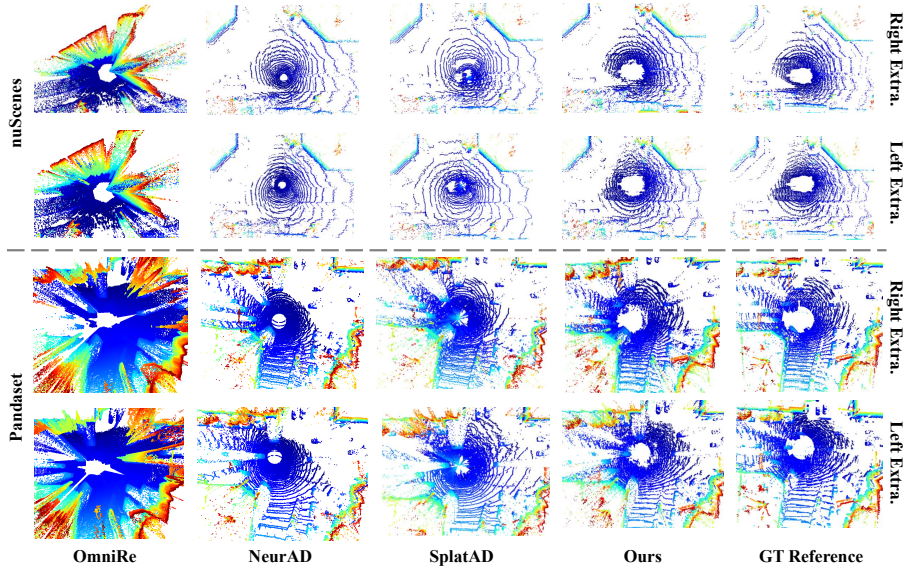 nuScenes
Right Extra.
Left Extra.
Pandaset
Right Extra.
Left Extra.
OmniRe NeurAD SplatAD Ours GT Reference